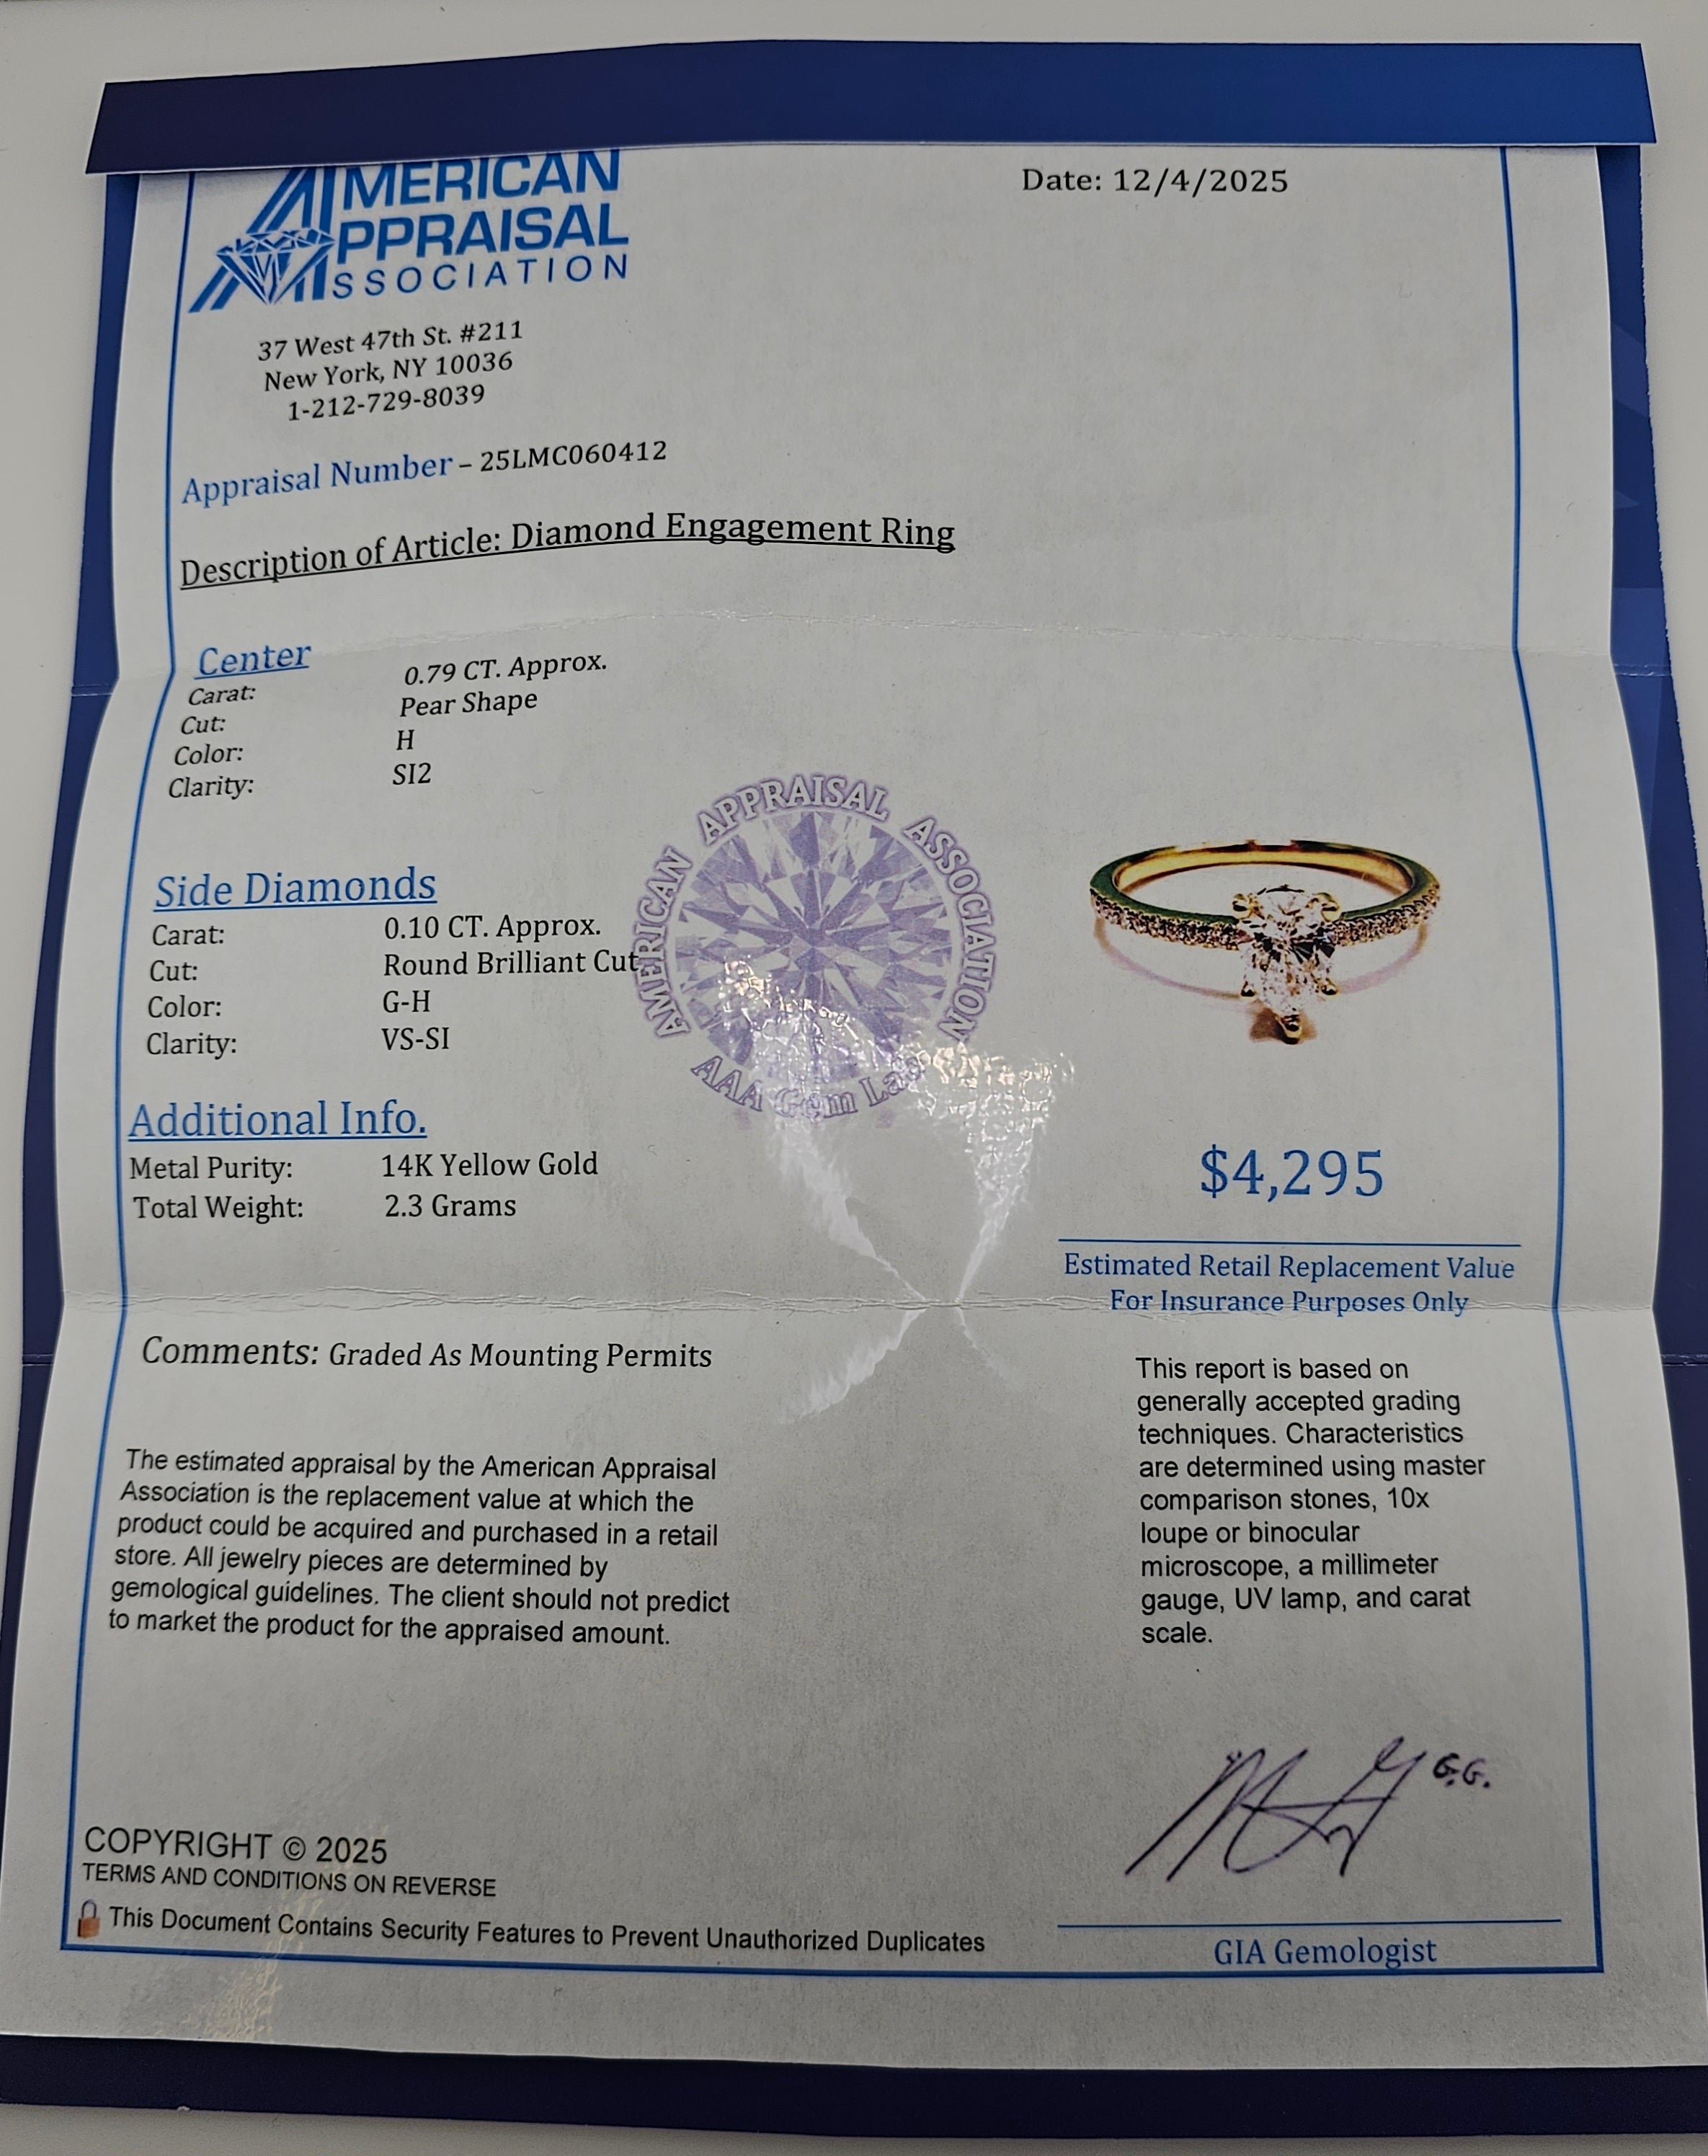 AMERICAN
APPRAISAL
ASSOCIATION
Date: 12/4/2025
37 West 47th St. #211
New York, NY 10036
1-212-729-8039
Appraisal Number – 25LMC060412
Description of Article: Diamond Engagement Ring
Center
Carat: 0.79 CT. Approx.
Cut: Pear Shape
Color: H
Clarity: SI2
Side Diamonds
Carat: 0.10 CT. Approx.
Cut: Round Brilliant Cut
Color: G-H
Clarity: VS-SI
Additional Info.
Metal Purity: 14K Yellow Gold
Total Weight: 2.3 Grams
AMERICAN APPRAISAL ASSOCIATION
AAA Gem Lab
$4,295
Estimated Retail Replacement Value
For Insurance Purposes Only
Comments: Graded As Mounting Permits
The estimated appraisal by the American Appraisal
Association is the replacement value at which the
product could be acquired and purchased in a retail
store. All jewelry pieces are determined by
gemological guidelines. The client should not predict
to market the product for the appraised amount.
This report is based on
generally accepted grading
techniques. Characteristics
are determined using master
comparison stones, 10x
loupe or binocular
microscope, a millimeter
gauge, UV lamp, and carat
scale.
G.G.
GIA Gemologist
COPYRIGHT © 2025
TERMS AND CONDITIONS ON REVERSE
This Document Contains Security Features to Prevent Unauthorized Duplicates